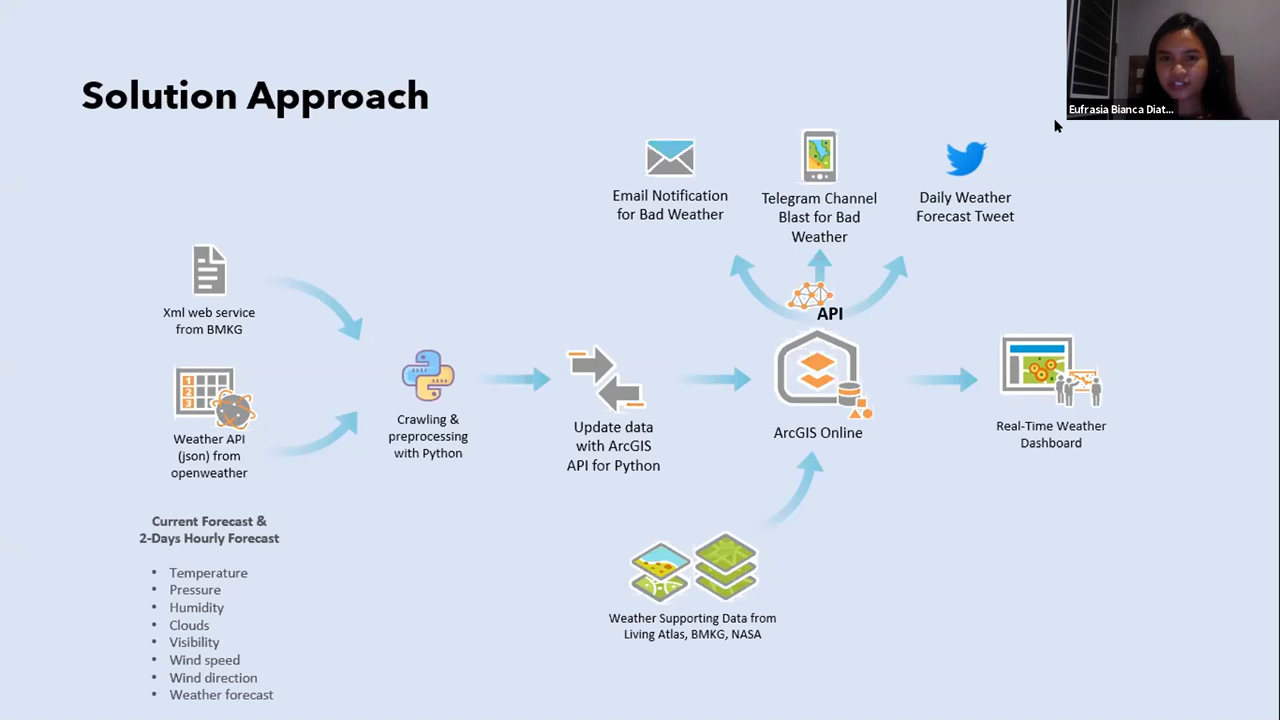 Solution Approach
Eufrasia Bianca Diat...
Email Notification
for Bad Weather
Telegram Channel
Blast for Bad
Weather
Daily Weather
Forecast Tweet
Xml web service
from BMKG
API
1
2
3
Weather API
(json) from
openweather
Crawling &
preprocessing
with Python
Update data
with ArcGIS
API for Python
ArcGIS Online
Real-Time Weather
Dashboard
Current Forecast &
2-Days Hourly Forecast
• Temperature
• Pressure
• Humidity
• Clouds
• Visibility
• Wind speed
• Wind direction
• Weather forecast
Weather Supporting Data from
Living Atlas, BMKG, NASA